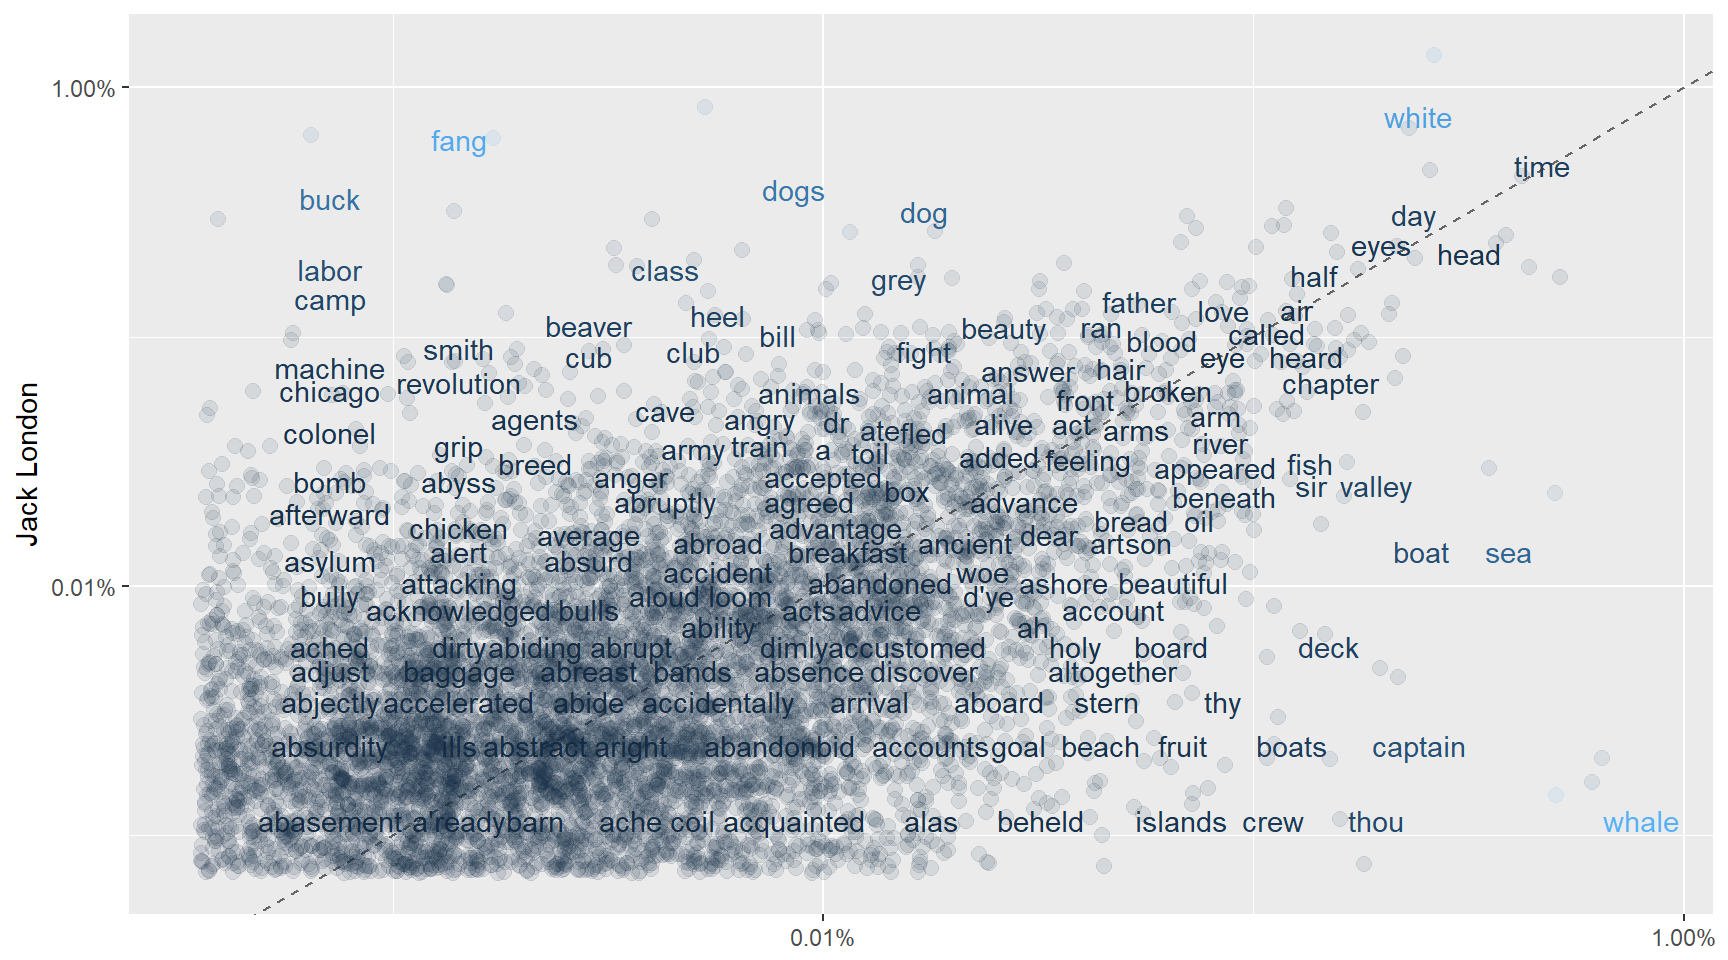 1.00%
white
fang
time
buck
dogs
dog
day
eyes
head
labor
class
grey
half
camp
father
love
air
heel
beaver
bill
beauty
ran
called
blood
smith
cub
club
fight
eye
heard
machine
answer
hair
chicago
revolution
animals
animal
broken
chapter
front
cave
agents
angry
dr
alive
act
arm
colonel
ate
fled
arms
grip
army
train
a
toil
river
breed
added
feeling
appeared
fish
bomb
abyss
anger
accepted
box
sir
valley
abruptly
agreed
advance
beneath
afterward
chicken
advantage
bread
oil
average
abroad
ancient
dear
artson
alert
breakfast
boat
sea
asylum
absurd
accident
woe
0.01%
attacking
abandoned
ashore
beautiful
bully
aloud
loom
d'ye
acknowledged
bulls
acts
advice
account
ability
ah
ached
dirty
abiding
abrupt
dimly
accustomed
holy
board
deck
adjust
baggage
abreast
bands
absence
discover
altogether
abjectly
accelerated
abide
accidentally
arrival
aboard
stern
thy
absurdity
ills
abstract
aright
abandon
bid
accounts
goal
beach
fruit
boats
captain
abasement
a'ready
barn
ache
coil
acquainted
alas
beheld
islands
crew
thou
whale
Jack London
0.01%
1.00%